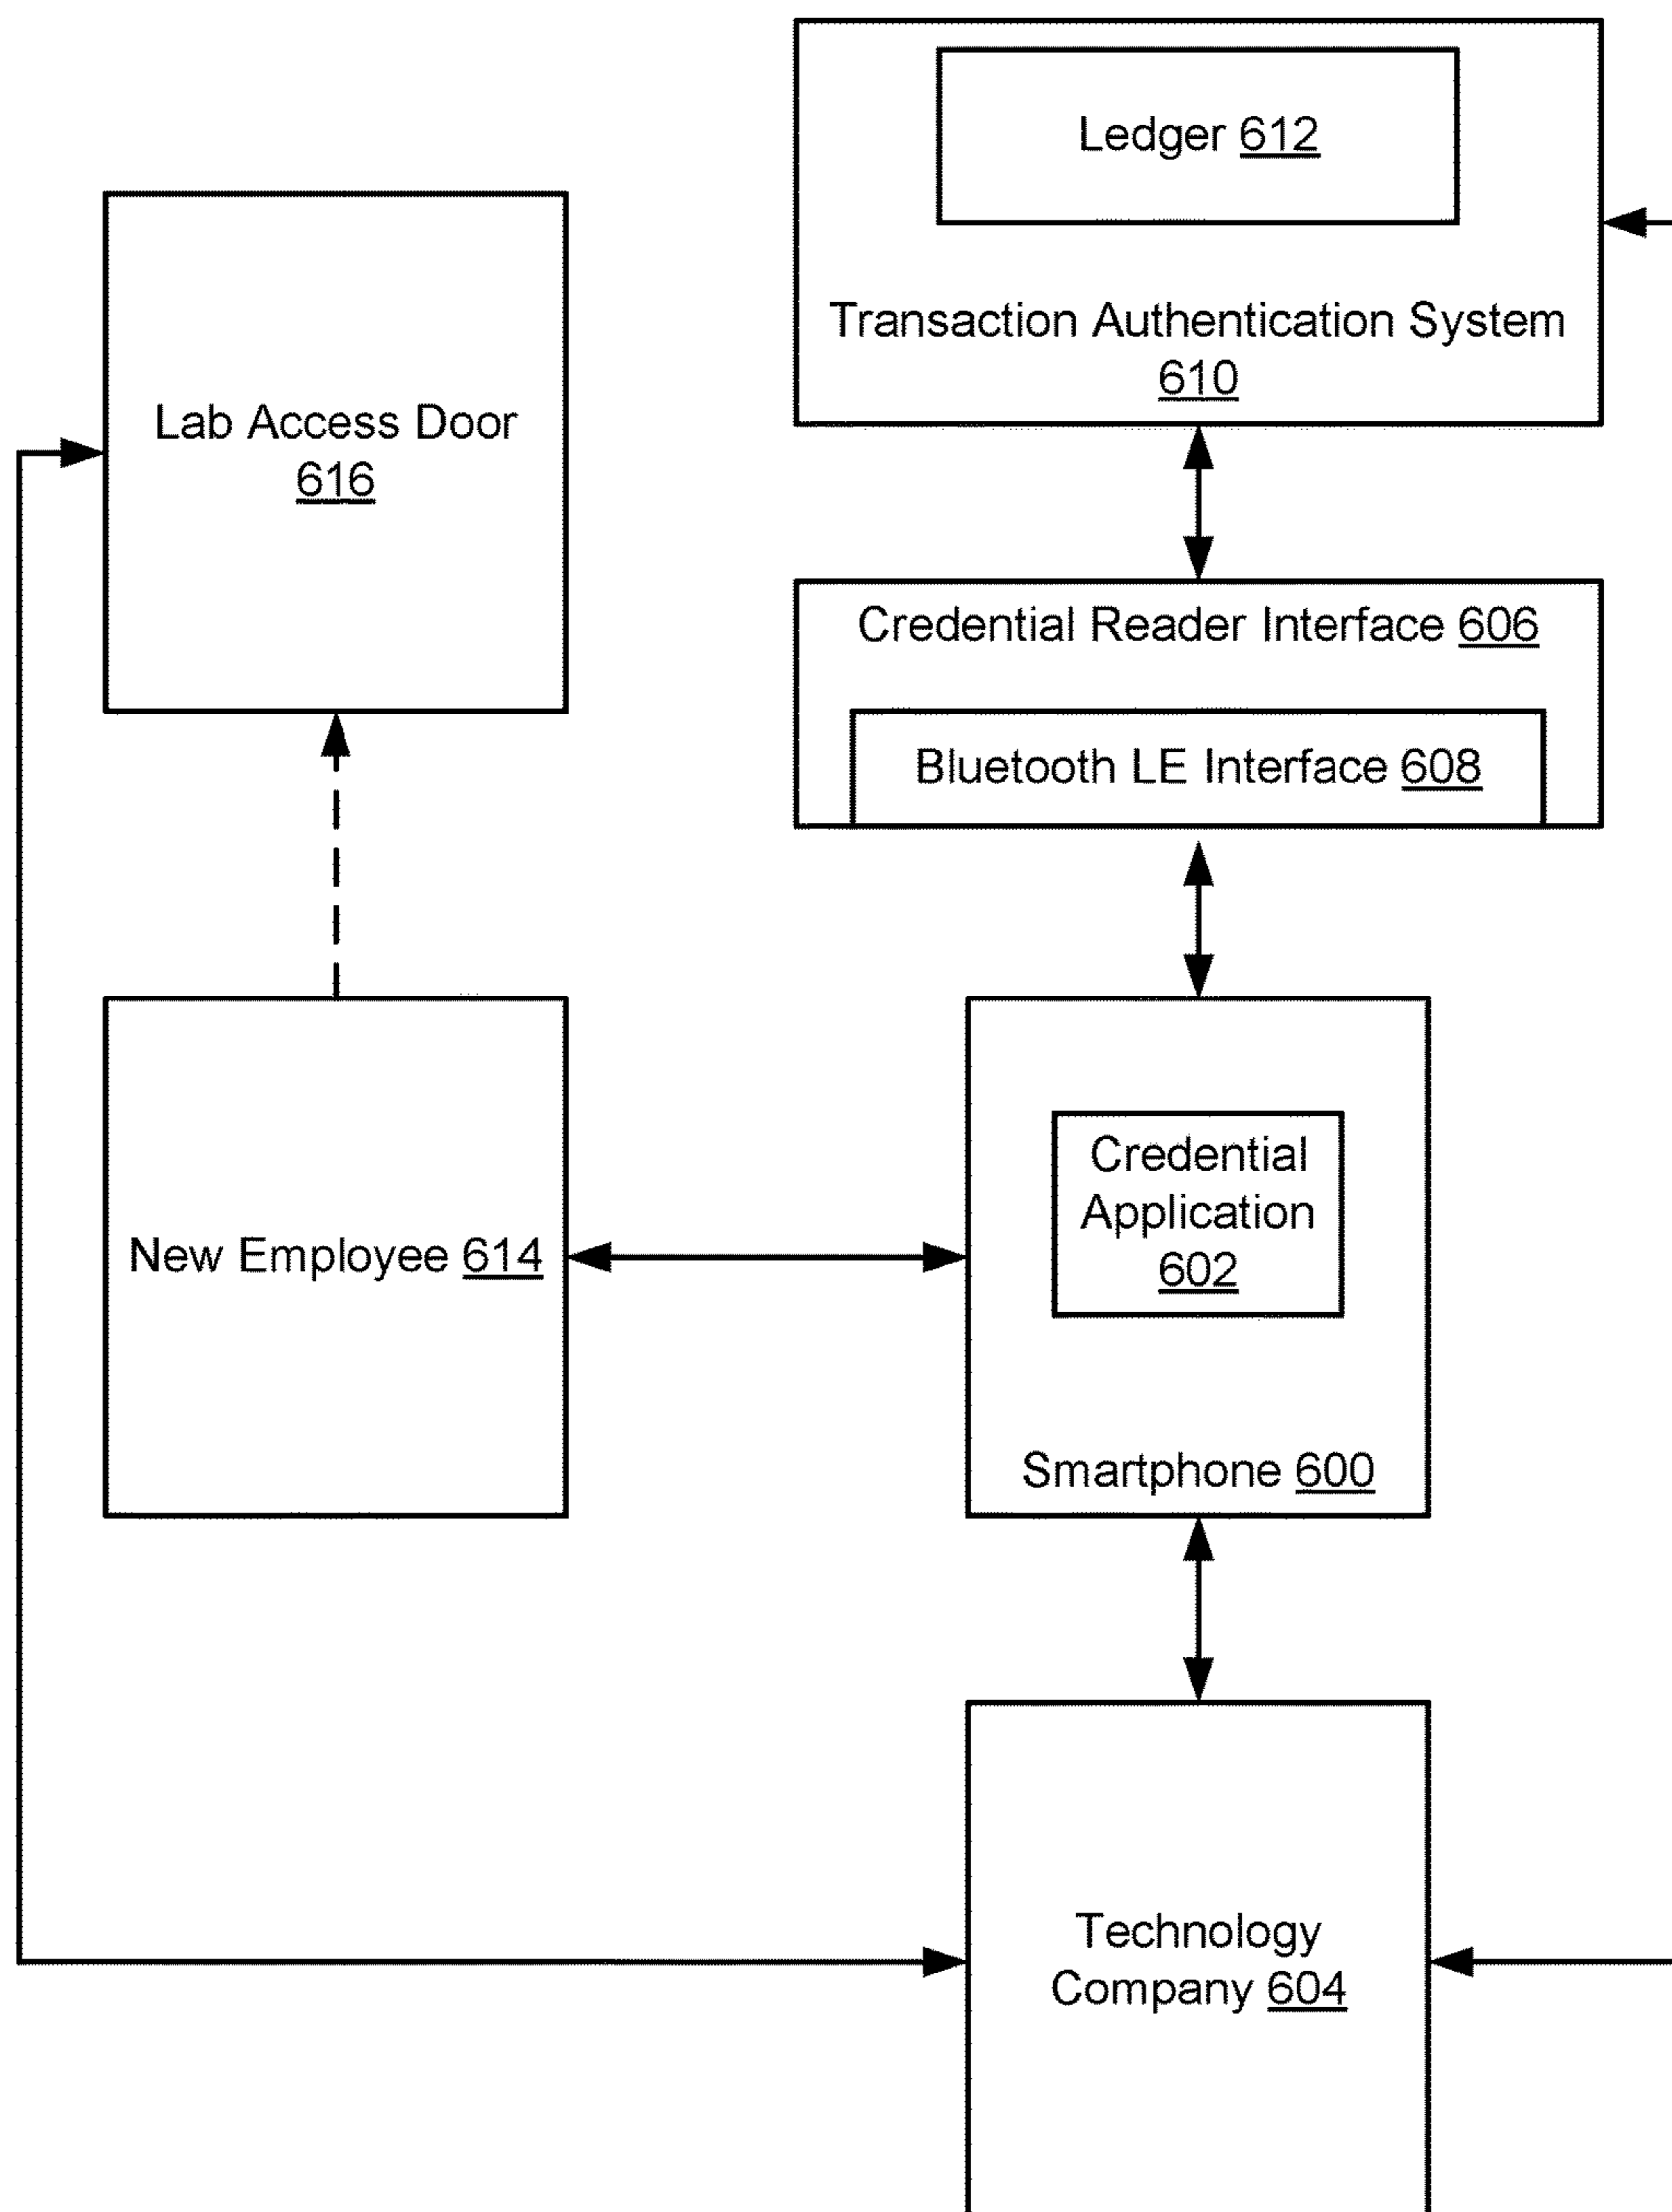 Ledger 612
Transaction Authentication System
610
Lab Access Door
616
Credential Reader Interface 606
Bluetooth LE Interface 608
Credential
Application
602
New Employee 614
Smartphone 600
Technology
Company 604